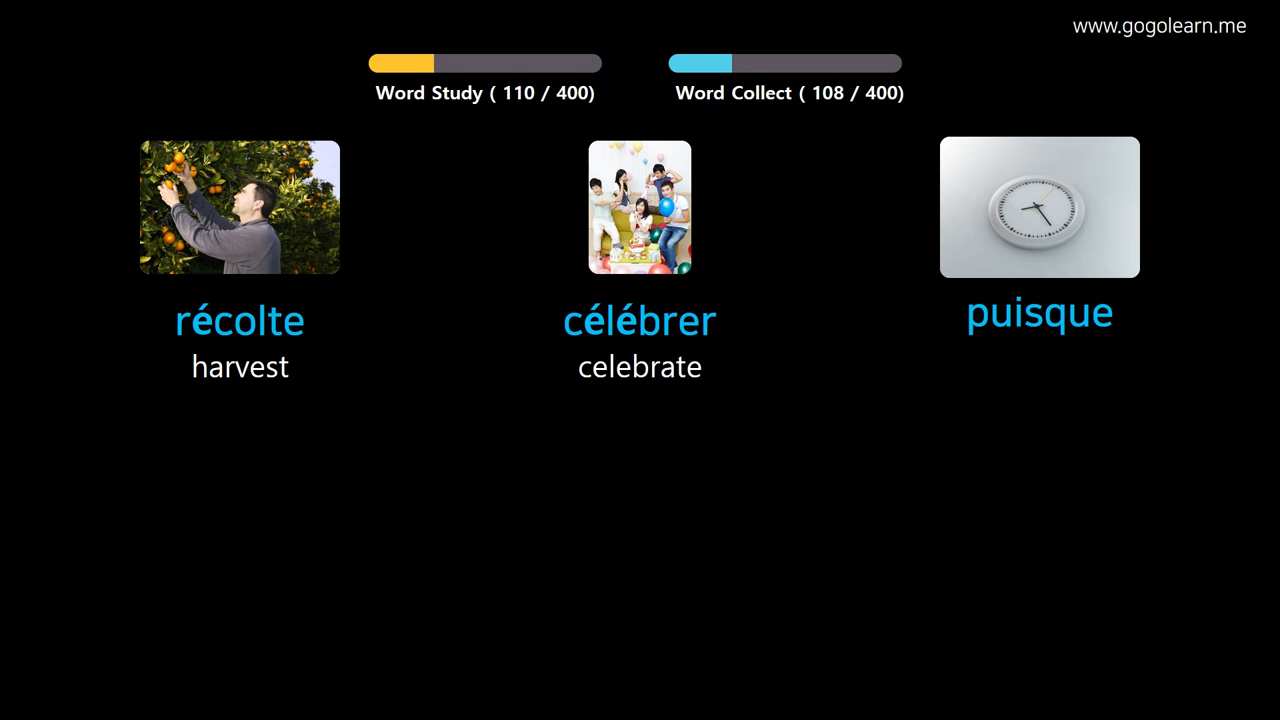 www.gogolearn.me
Word Study ( 110 / 400)
Word Collect ( 108 / 400)
récolte
harvest
célébrer
celebrate
puisque